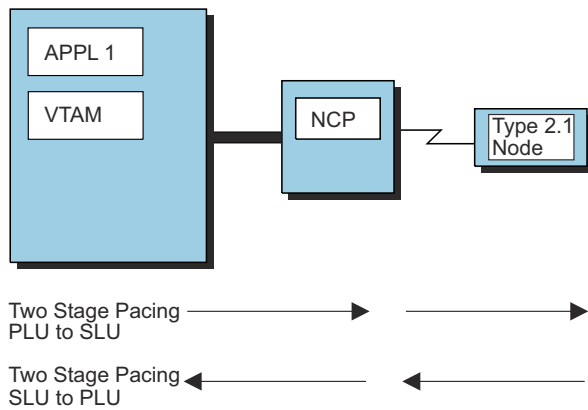 APPL 1
VTAM
NCP
Type 2.1
Node
Two Stage Pacing
PLU to SLU
Two Stage Pacing
SLU to PLU